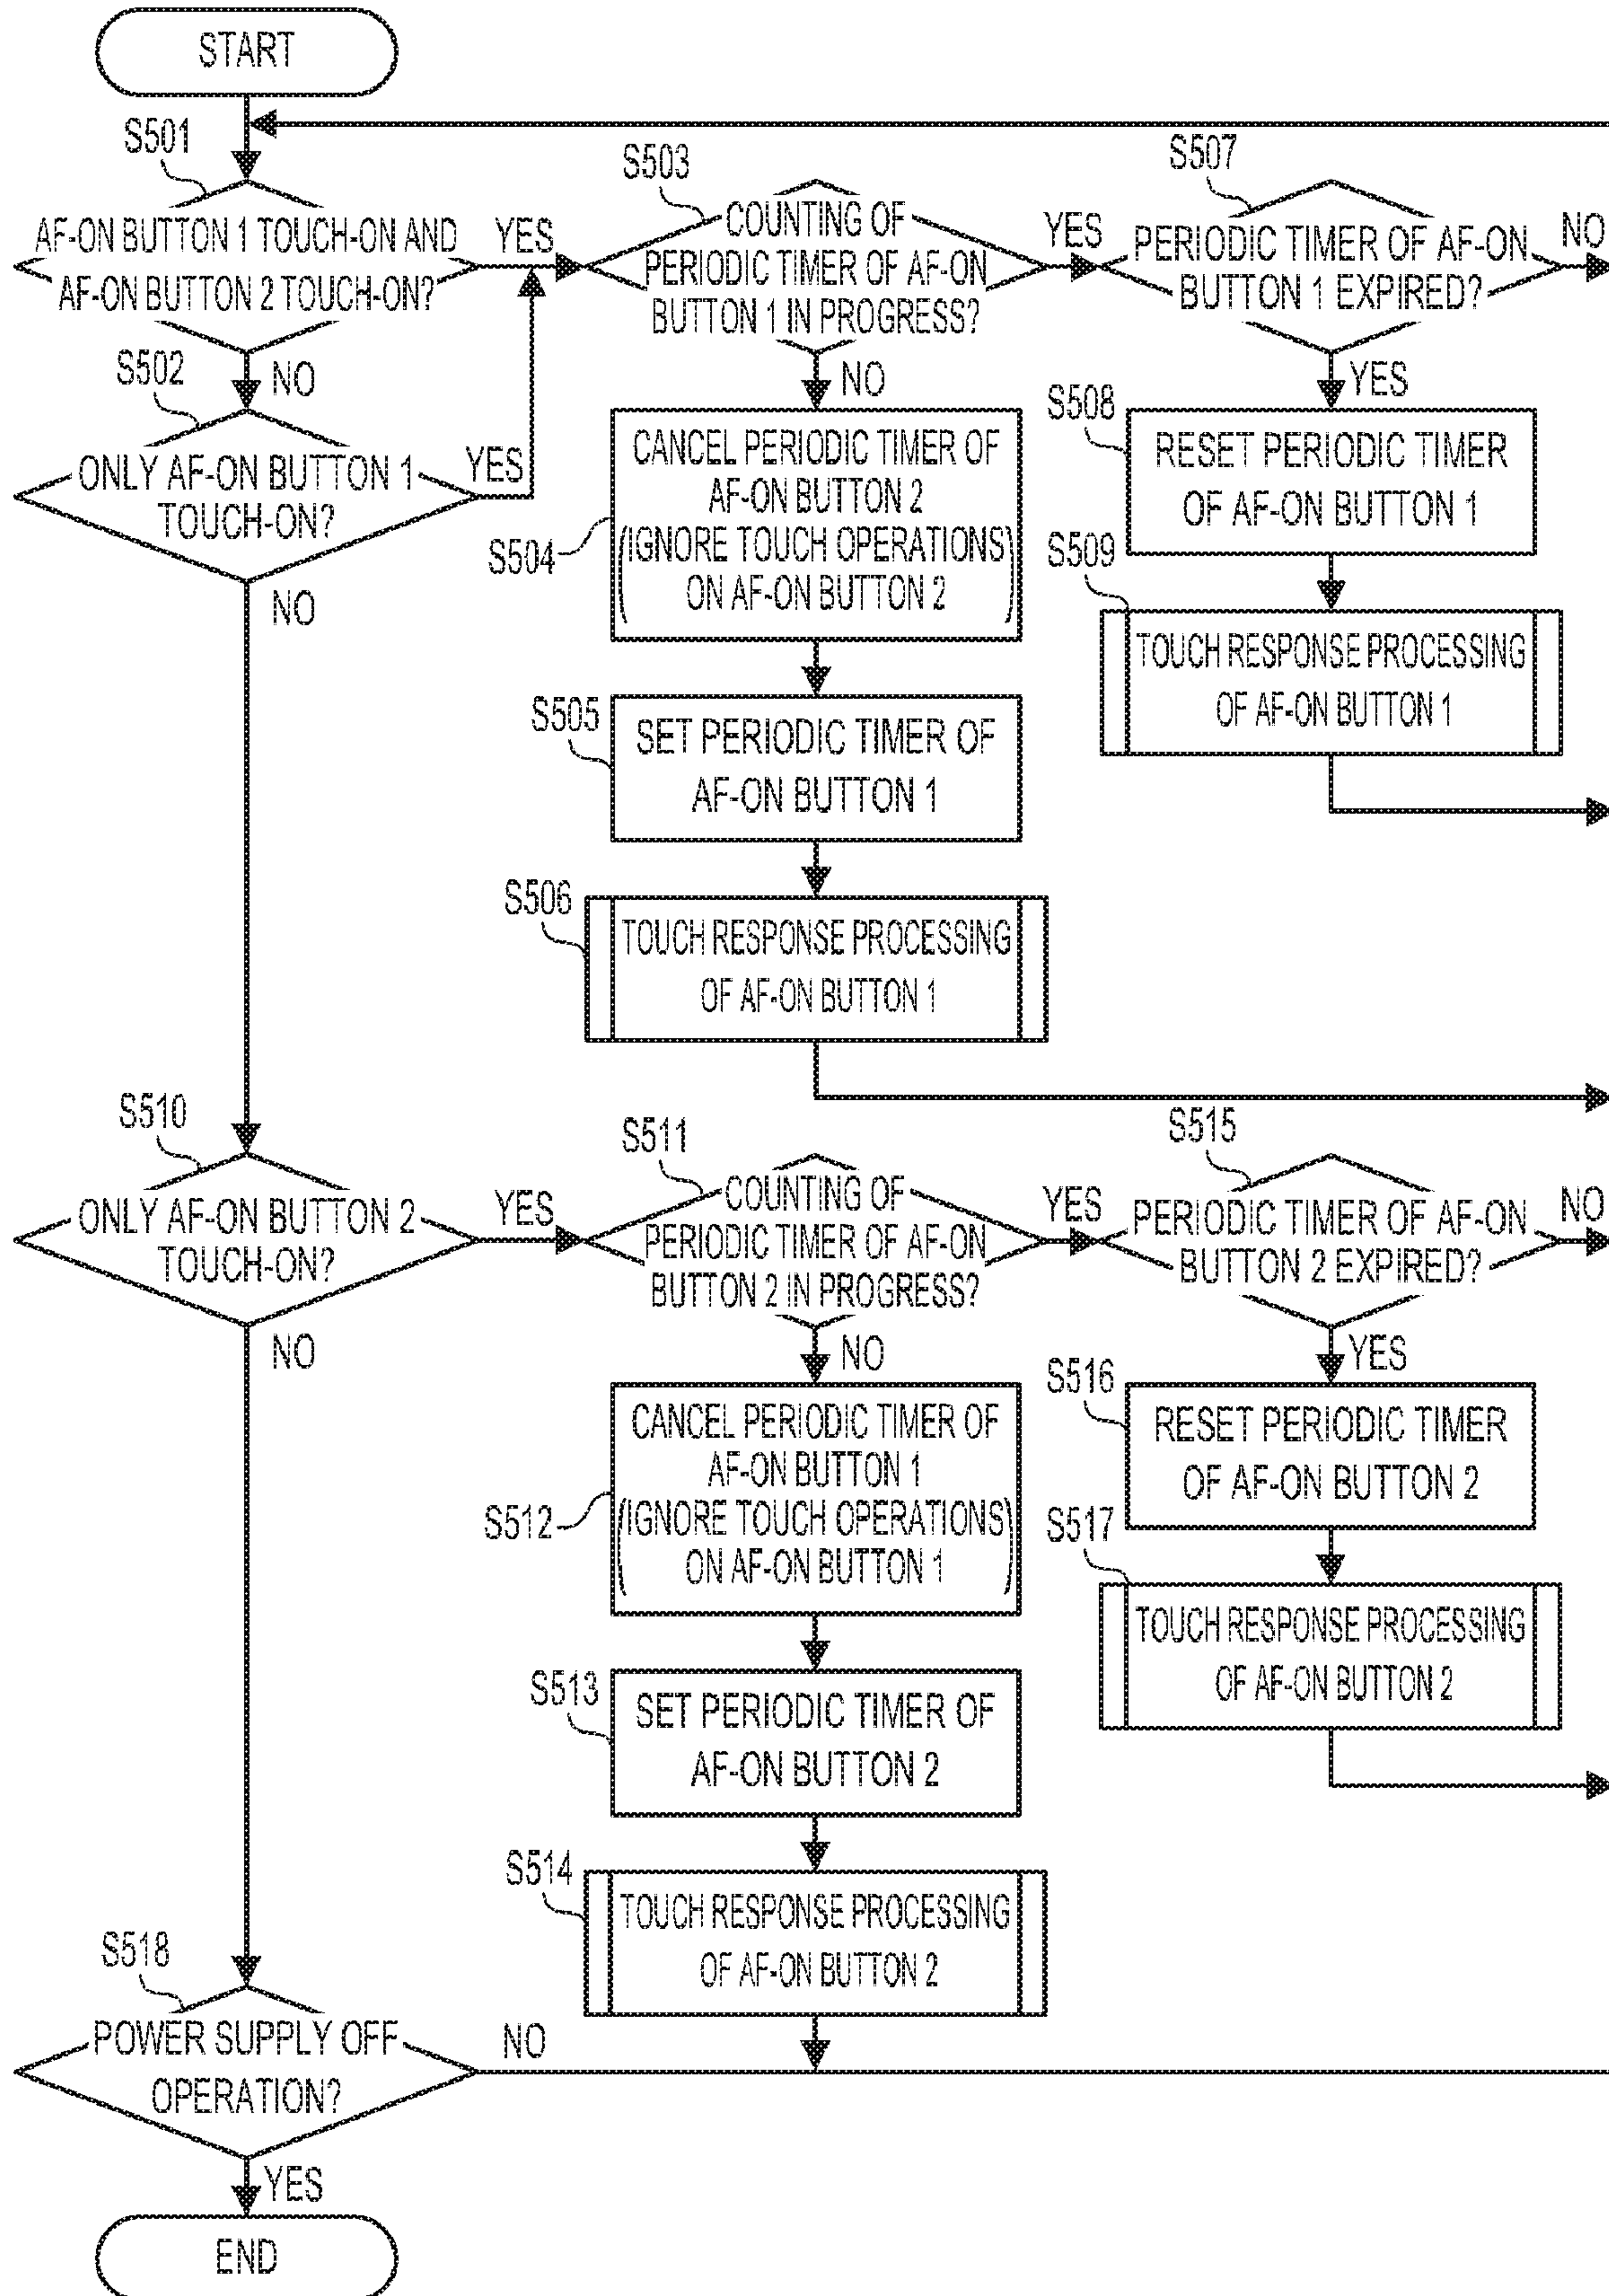 START
S501
AF-ON BUTTON 1 TOUCH-ON AND
AF-ON BUTTON 2 TOUCH-ON?
YES
NO
S502
ONLY AF-ON BUTTON 1
TOUCH-ON?
YES
NO
S503
COUNTING OF
PERIODIC TIMER OF AF-ON
BUTTON 1 IN PROGRESS?
YES
NO
S504
CANCEL PERIODIC TIMER OF
AF-ON BUTTON 2
(IGNORE TOUCH OPERATIONS
ON AF-ON BUTTON 2)
S505
SET PERIODIC TIMER OF
AF-ON BUTTON 1
S506
TOUCH RESPONSE PROCESSING
OF AF-ON BUTTON 1
S507
PERIODIC TIMER OF AF-ON
BUTTON 1 EXPIRED?
NO
YES
S508
RESET PERIODIC TIMER
OF AF-ON BUTTON 1
S509
TOUCH RESPONSE PROCESSING
OF AF-ON BUTTON 1
S510
ONLY AF-ON BUTTON 2
TOUCH-ON?
YES
NO
S511
COUNTING OF
PERIODIC TIMER OF AF-ON
BUTTON 2 IN PROGRESS?
YES
NO
S512
CANCEL PERIODIC TIMER OF
AF-ON BUTTON 1
(IGNORE TOUCH OPERATIONS
ON AF-ON BUTTON 1)
S513
SET PERIODIC TIMER OF
AF-ON BUTTON 2
S514
TOUCH RESPONSE PROCESSING
OF AF-ON BUTTON 2
S515
PERIODIC TIMER OF AF-ON
BUTTON 2 EXPIRED?
NO
YES
S516
RESET PERIODIC TIMER
OF AF-ON BUTTON 2
S517
TOUCH RESPONSE PROCESSING
OF AF-ON BUTTON 2
S518
POWER SUPPLY OFF
OPERATION?
NO
YES
END